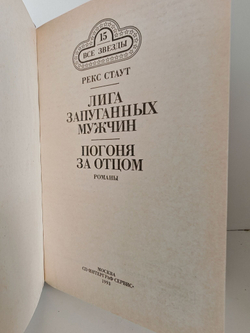 15
ВСЕ ЗВЕЗДЫ
РЕКС СТАУТ
ЛИГА
ЗАПУГАННЫХ
МУЖЧИН
ПОГОНЯ
ЗА ОТЦОМ
РОМАНЫ
МОСКВА